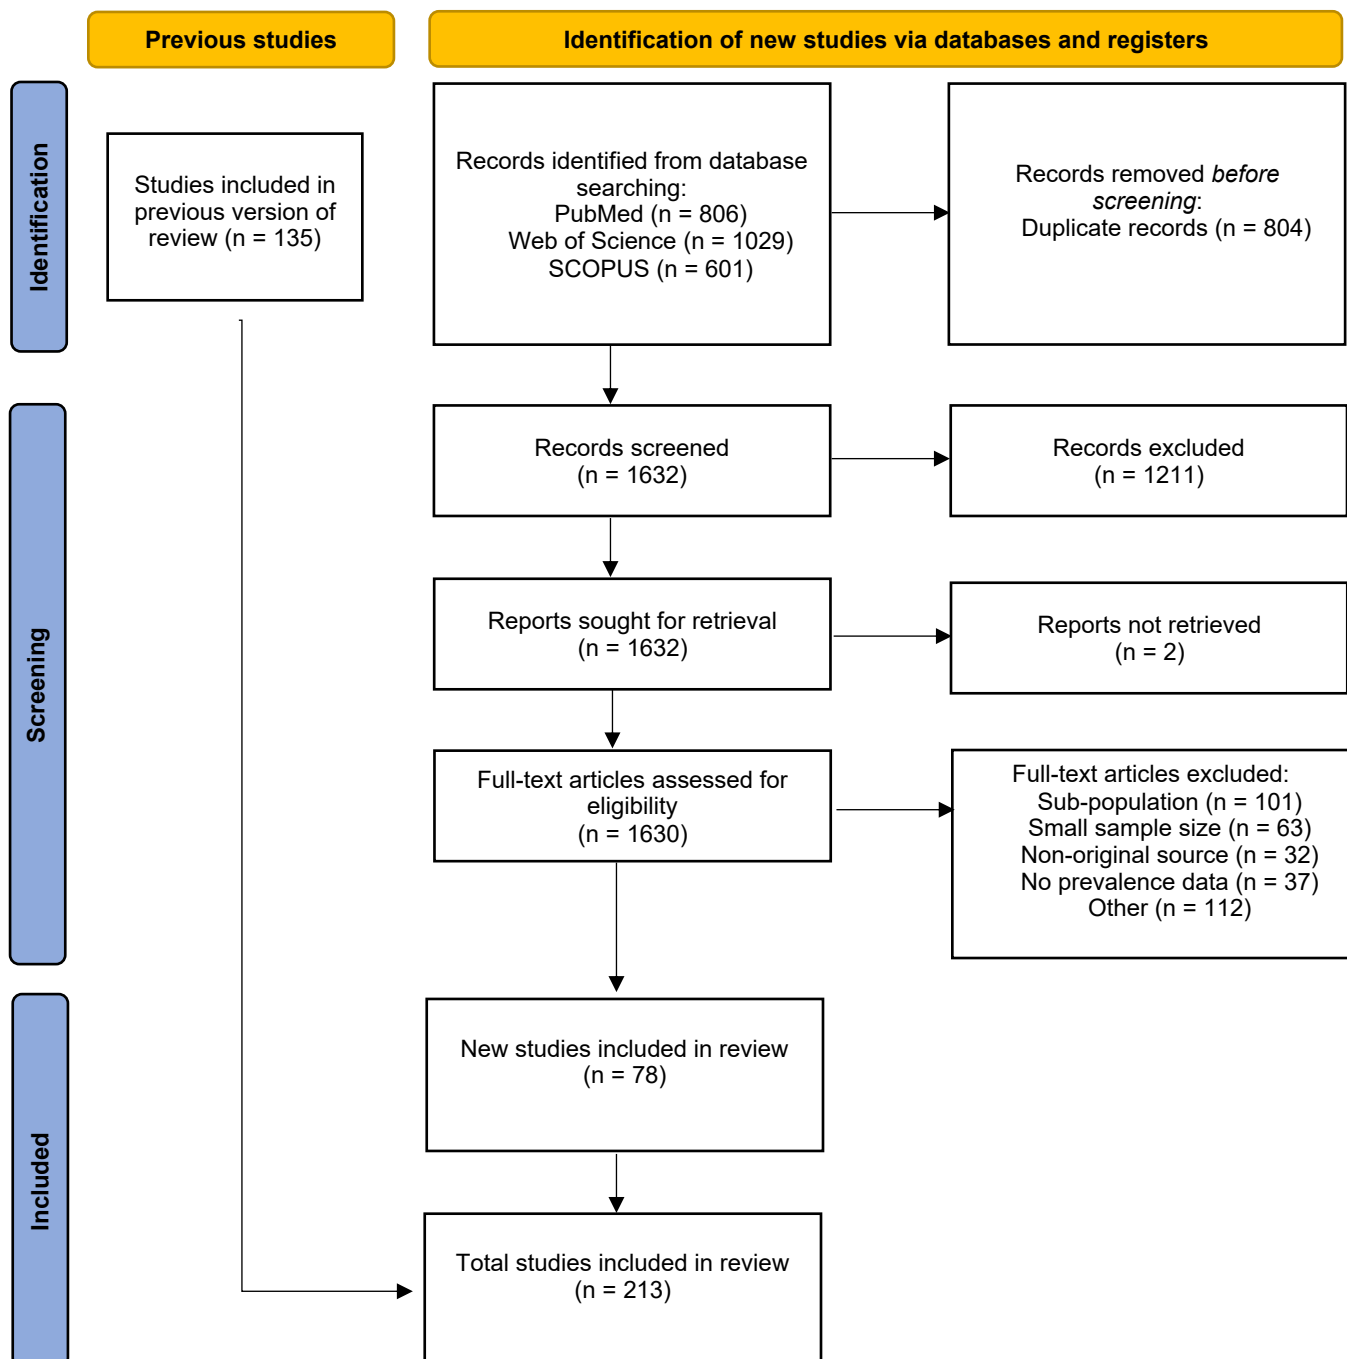 Previous studies
Identification of new studies via databases and registers
Identification
Studies included in
previous version of
review (n = 135)
Records identified from database
searching:
PubMed (n = 806)
Web of Science (n = 1029)
SCOPUS (n = 601)
Records removed before
screening:
Duplicate records (n = 804)
Screening
Records screened
(n = 1632)
Records excluded
(n = 1211)
Reports sought for retrieval
(n = 1632)
Reports not retrieved
(n = 2)
Full-text articles assessed for
eligibility
(n = 1630)
Full-text articles excluded:
Sub-population (n = 101)
Small sample size (n = 63)
Non-original source (n = 32)
No prevalence data (n = 37)
Other (n = 112)
Included
New studies included in review
(n = 78)
Total studies included in review
(n = 213)